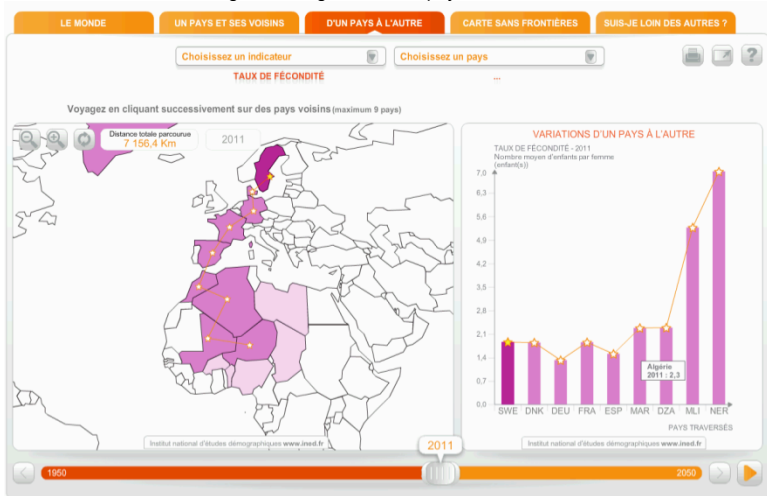 LE MONDE
UN PAYS ET SES VOISINS
D'UN PAYS À L'AUTRE
CARTE SANS FRONTIÈRES
SUIS-JE LOIN DES AUTRES ?
Choisissez un indicateur
Choisissez un pays
?
TAUX DE FÉCONDITÉ
...
Voyagez en cliquant successivement sur des pays voisins (maximum 9 pays)
Distance totale parcourue
7 156,4 Km
2011
VARIATIONS D'UN PAYS À L'AUTRE
TAUX DE FÉCONDITÉ - 2011
Nombre moyen d'enfants par femme
(enfant(s))
7,0
6,3
5,6
4,9
4,2
3,5
2,8
2,1
1,4
0,7
0,0
Algérie
2011 : 2,3
SWE DNK DEU FRA ESP MAR DZA MLI NER
PAYS TRAVERSÉS
Institut national d'études démographiques www.ined.fr
Institut national d'études démographiques www.ined.fr
2011
1950
2050